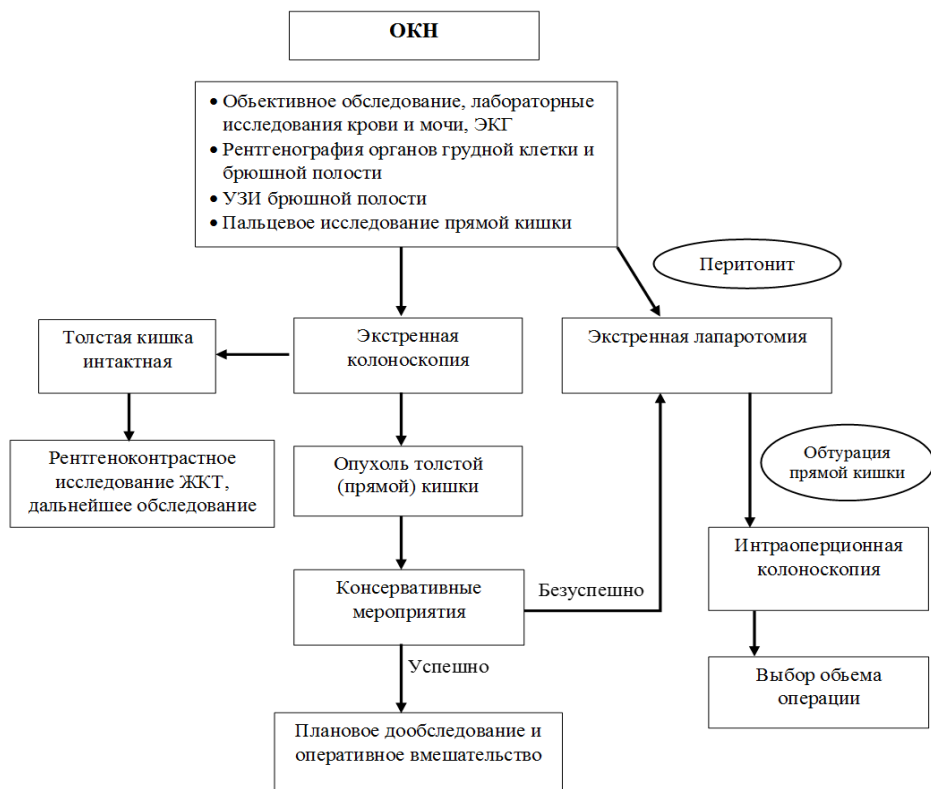 ОКН
• Обьективное обследование, лабораторные
исследования крови и мочи, ЭКГ
• Рентгенография органов грудной клетки и
брюшной полости
• УЗИ брюшной полости
• Пальцевое исследование прямой кишки
Перитонит
Толстая кишка
интактная
Экстренная
колоноскопия
Экстренная лапаротомия
Рентгеноконтрастное
исследование ЖКТ,
дальнейшее обследование
Опухоль толстой
(прямой) кишки
Обтурация
прямой кишки
Консервативные
мероприятия
Безуспешно
Интраоперционная
колоноскопия
Успешно
Выбор обьема
операции
Плановое дообследование и
оперативное вмешательство